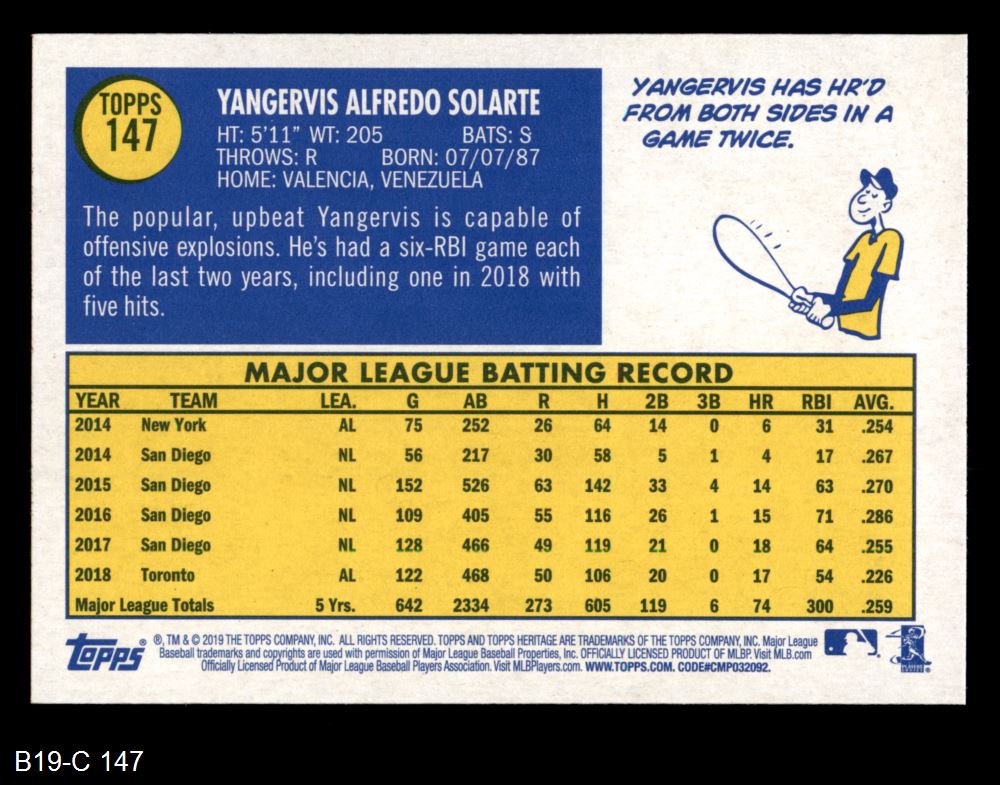 TOPPS
147
YANGERVIS ALFREDO SOLARTE
HT: 5'11" WT: 205 BATS: S
THROWS: R BORN: 07/07/87
HOME: VALENCIA, VENEZUELA
The popular, upbeat Yangervis is capable of
offensive explosions. He's had a six-RBI game each
of the last two years, including one in 2018 with
five hits.
YANGERVIS HAS HR'D
FROM BOTH SIDES IN A
GAME TWICE.
MAJOR LEAGUE BATTING RECORD
YEAR TEAM LEA. G AB R H 2B 3B HR RBI AVG.
2014 New York AL 75 252 26 64 14 0 6 31 .254
2014 San Diego NL 56 217 30 58 5 1 4 17 .267
2015 San Diego NL 152 526 63 142 33 4 14 63 .270
2016 San Diego NL 109 405 55 116 26 1 15 71 .286
2017 San Diego NL 128 466 49 119 21 0 18 64 .255
2018 Toronto AL 122 468 50 106 20 0 17 54 .226
Major League Totals 5 Yrs. 642 2334 273 605 119 6 74 300 .259
Topps ® ®, TM & © 2019 THE TOPPS COMPANY, INC. ALL RIGHTS RESERVED. TOPPS AND TOPPS HERITAGE ARE TRADEMARKS OF THE TOPPS COMPANY, INC. Major League
Baseball trademarks and copyrights are used with permission of Major League Baseball Properties, Inc. OFFICIALLY LICENSED PRODUCT OF MLBP. Visit MLB.com
Officially Licensed Product of Major League Baseball Players Association. Visit MLBPlayers.com. WWW.TOPPS.COM. CODE#CMP032092.
B19-C 147